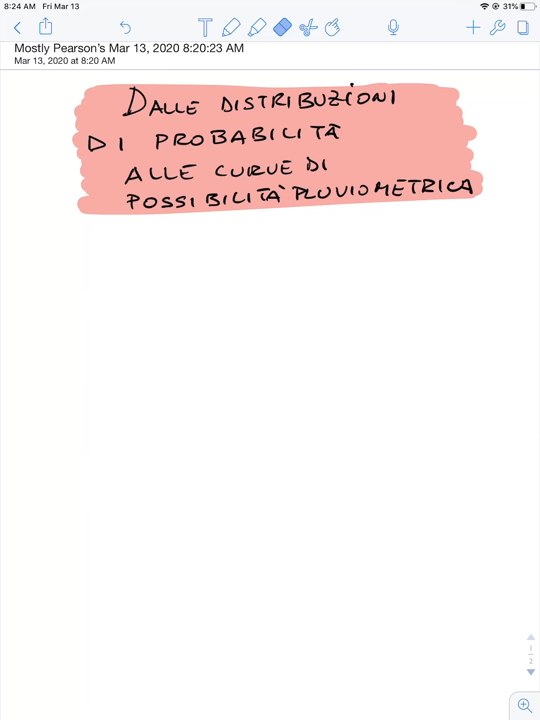 8:24 AM Fri Mar 13 31%
Mostly Pearson's Mar 13, 2020 8:20:23 AM
Mar 13, 2020 at 8:20 AM
DALLE DISTRIBUZIONI
DI PROBABILITÀ
ALLE CURVE DI
POSSIBILITÀ PLUVIOMETRICA
1
2